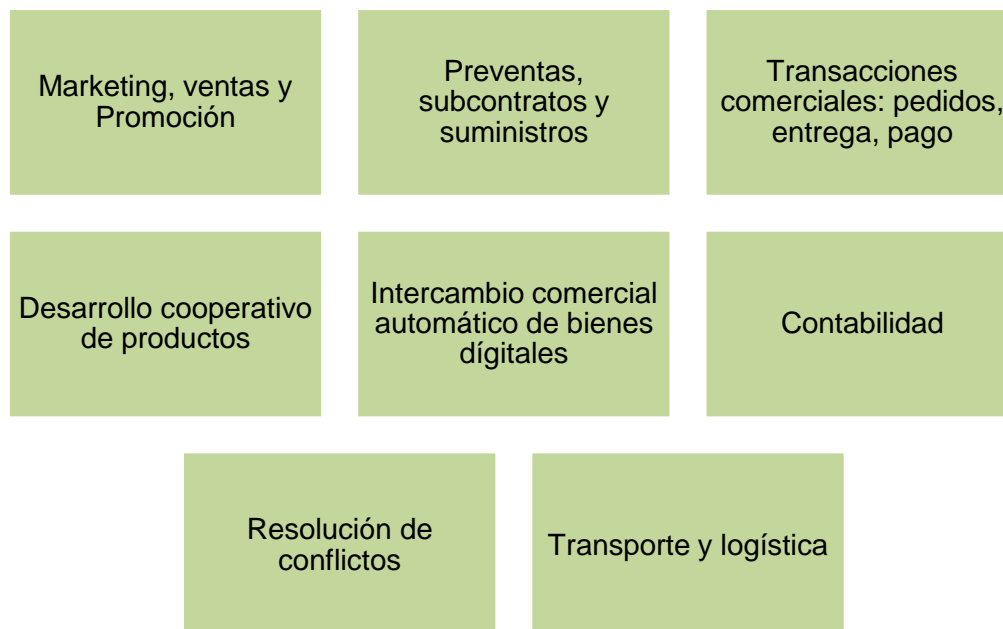 Marketing, ventas y
Promoción
Preventas,
subcontratos y
suministros
Transacciones
comerciales: pedidos,
entrega, pago
Desarrollo cooperativo
de productos
Intercambio comercial
automático de bienes
dígitales
Contabilidad
Resolución de
conflictos
Transporte y logística